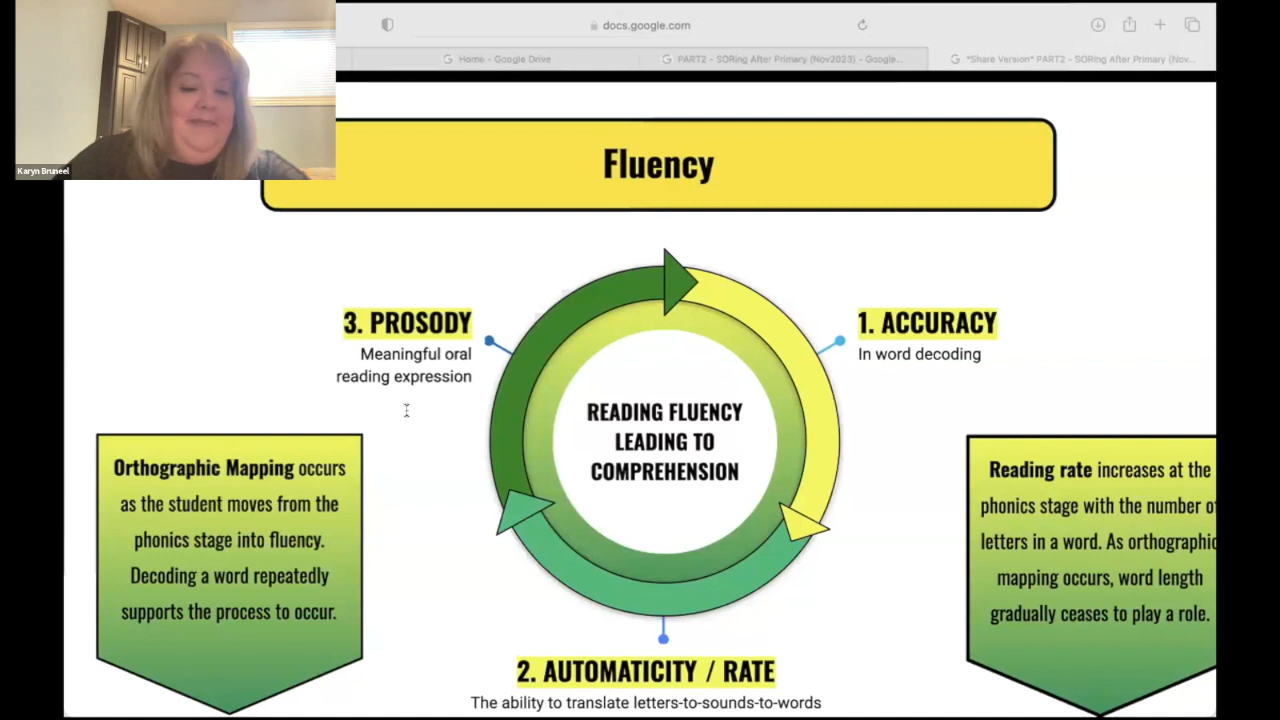 docs.google.com
Home - Google Drive
PART2 - SORing After Primary (Nov2023) - Google...
*Share Version* PART2 - SORing After Primary (Nov...
Karyn Bruneel
Fluency
3. PROSODY
Meaningful oral
reading expression
1. ACCURACY
In word decoding
READING FLUENCY
LEADING TO
COMPREHENSION
Orthographic Mapping occurs
as the student moves from the
phonics stage into fluency.
Decoding a word repeatedly
supports the process to occur.
Reading rate increases at the
phonics stage with the number of
letters in a word. As orthographic
mapping occurs, word length
gradually ceases to play a role.
2. AUTOMATICITY / RATE
The ability to translate letters-to-sounds-to-words